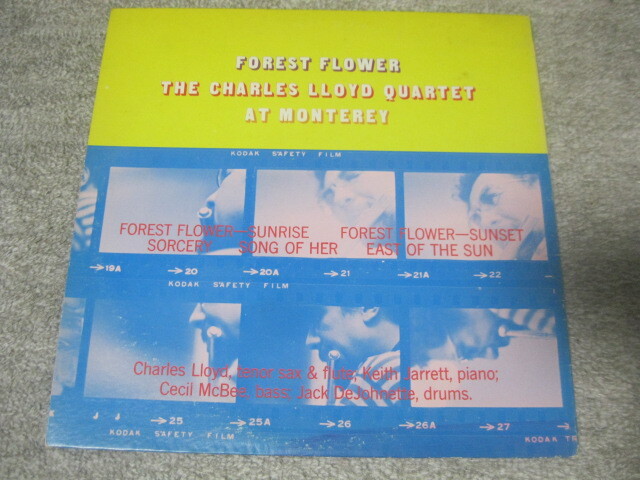 FOREST FLOWER
THE CHARLES LLOYD QUARTET
AT MONTEREY
KODAK SAFETY FILM
FOREST FLOWER—SUNRISE FOREST FLOWER—SUNSET
SORCERY SONG OF HER EAST OF THE SUN
→19A →20 →20A →21 →21A →22
KODAK SAFETY FILM
Charles Lloyd, tenor sax & flute; Keith Jarrett, piano;
Cecil McBee, bass; Jack DeJohnette, drums.
→25 →25A →26 →26A →27 →
KODAK SAFETY FILM KODAK TR